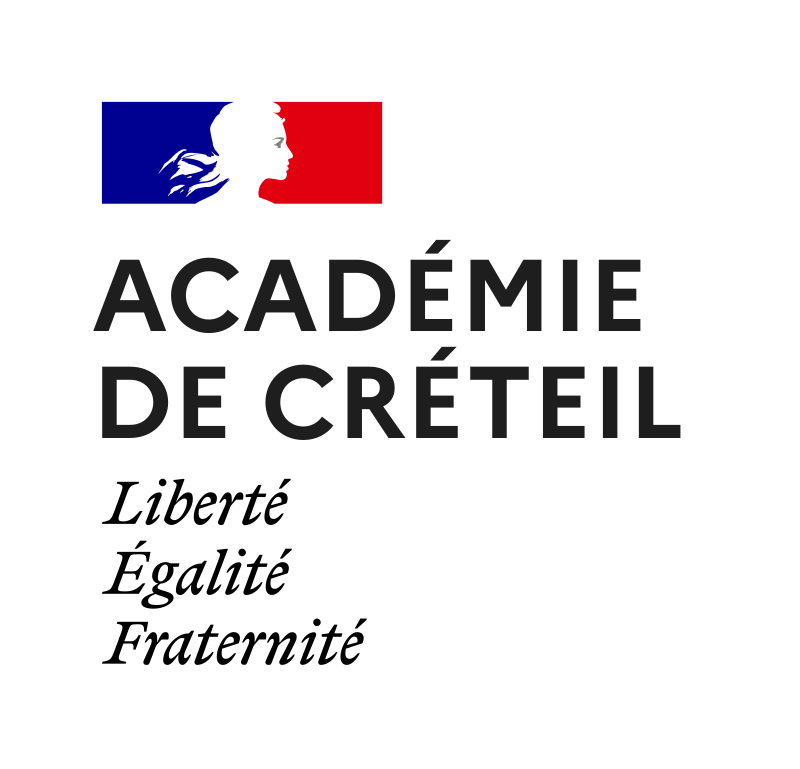 ACADÉMIE
DE CRÉTEIL
Liberté
Égalité
Fraternité